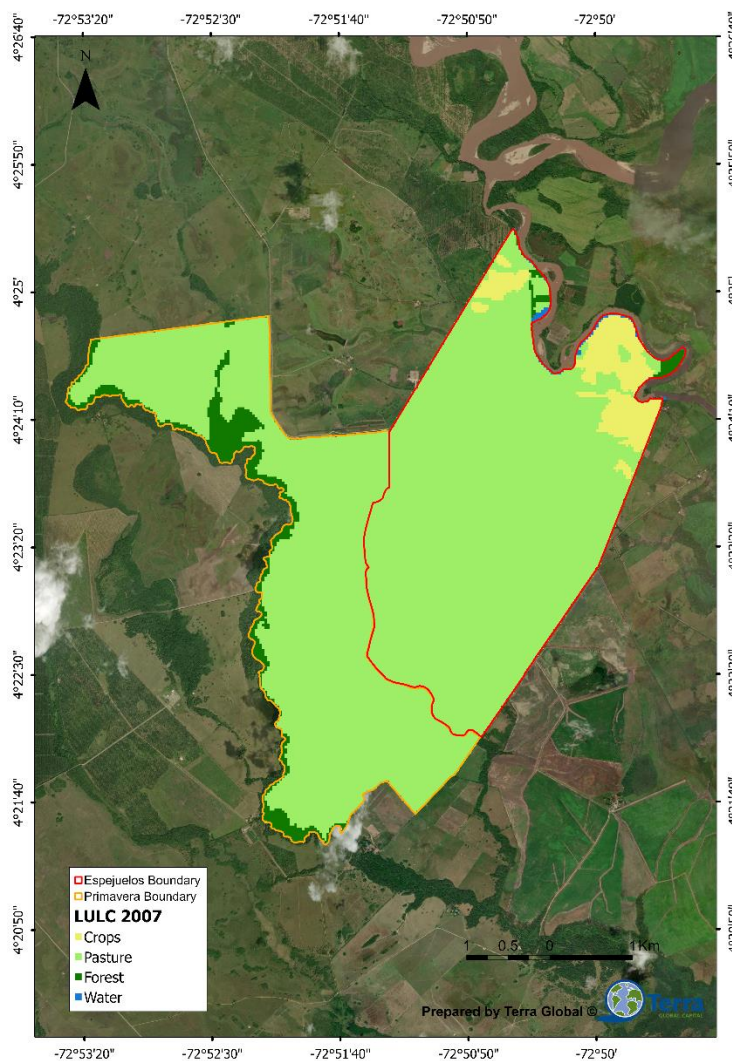 -72°53'20" -72°52'30" -72°51'40" -72°50'50" -72°50'
4°26'40"
N
4°25'50"
4°25'
4°24'10"
4°23'20"
4°22'30"
4°21'40"
4°20'50"
Espejuelos Boundary
Primavera Boundary
LULC 2007
Crops
Pasture
Forest
Water
1 0.5 0 1Km
Prepared by Terra Global ©
Terra
GLOBAL CAPITAL
-72°53'20" -72°52'30" -72°51'40" -72°50'50" -72°50'